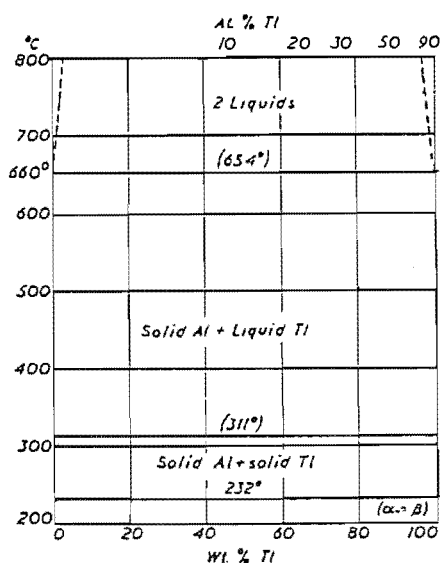 At. % Tl
°C
10 20 30 50 90
800
2 Liquids
700
(654°)
660°
600
500
Solid Al + Liquid Tl
400
(311°)
300
Solid Al + solid Tl
232°
(α→β)
200
0 20 40 60 80 100
Wt. % Tl